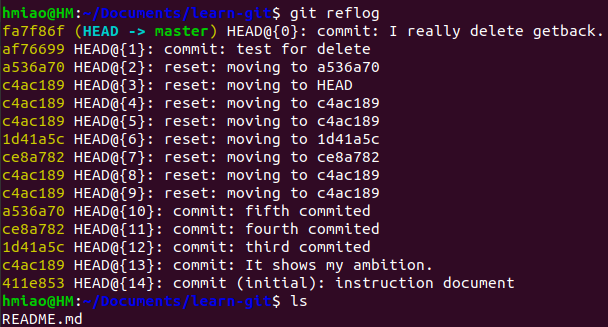 hmiao@HM:~/Documents/learn-git$ git reflog
fa7f86f (HEAD -> master) HEAD@{0}: commit: I really delete getback.
af76699 HEAD@{1}: commit: test for delete
a536a70 HEAD@{2}: reset: moving to a536a70
c4ac189 HEAD@{3}: reset: moving to HEAD
c4ac189 HEAD@{4}: reset: moving to c4ac189
c4ac189 HEAD@{5}: reset: moving to c4ac189
1d41a5c HEAD@{6}: reset: moving to 1d41a5c
ce8a782 HEAD@{7}: reset: moving to ce8a782
c4ac189 HEAD@{8}: reset: moving to c4ac189
c4ac189 HEAD@{9}: reset: moving to c4ac189
a536a70 HEAD@{10}: commit: fifth commited
ce8a782 HEAD@{11}: commit: fourth commited
1d41a5c HEAD@{12}: commit: third commited
c4ac189 HEAD@{13}: commit: It shows my ambition.
411e853 HEAD@{14}: commit (initial): instruction document
hmiao@HM:~/Documents/learn-git$ ls
README.md